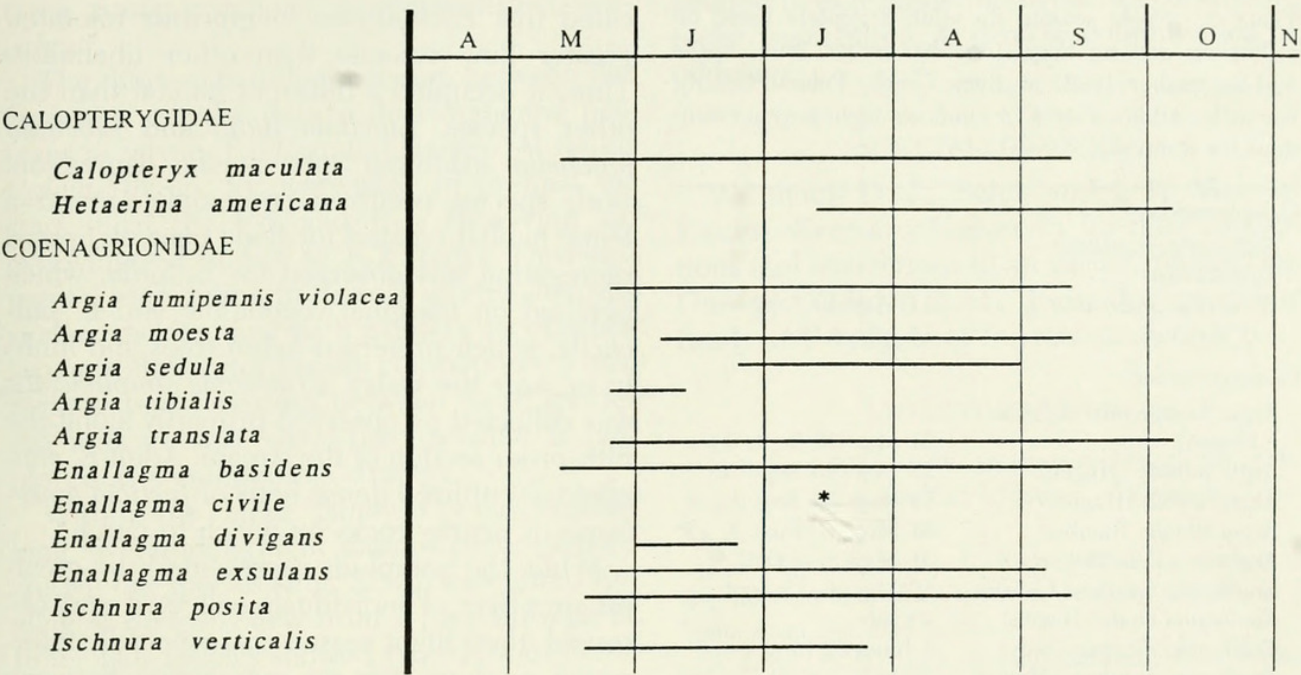 A M J J A S O N
CALOPTERYGIDAE
Calopteryx maculata
Hetaerina americana
COENAGRIONIDAE
Argia fumipennis violacea
Argia moesta
Argia sedula
Argia tibialis
Argia translata
Enallagma basidens
Enallagma civile *
Enallagma divigans
Enallagma exsulans
Ischnura posita
Ischnura verticalis